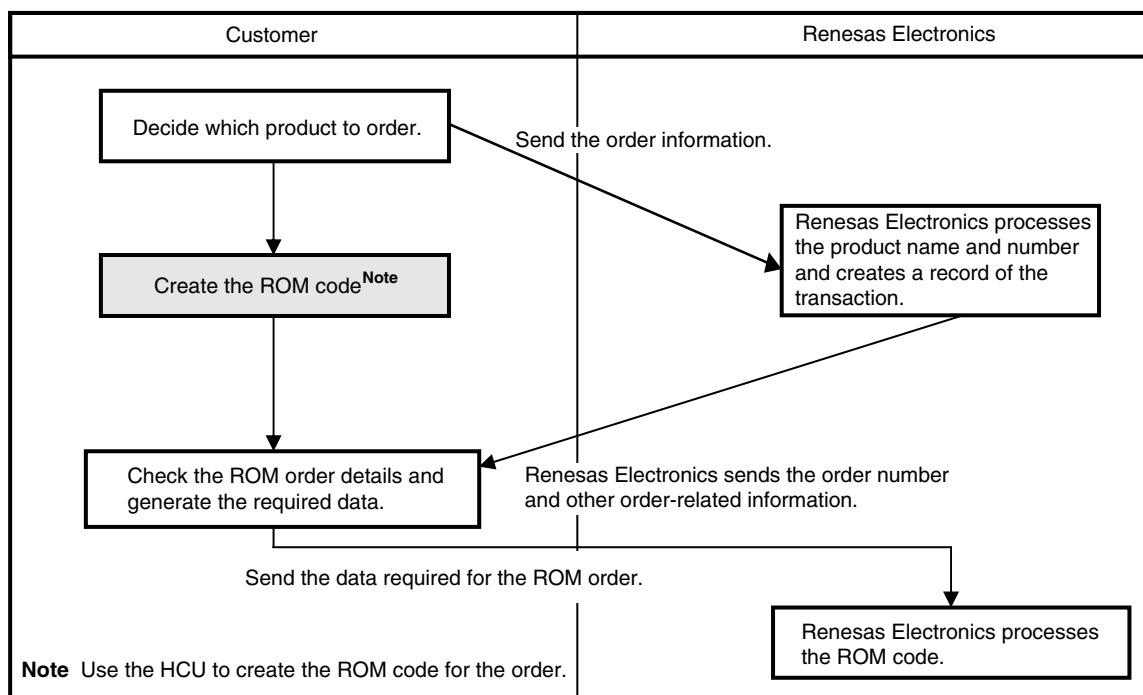 Customer
Renesas Electronics
Decide which product to order.
Send the order information.
Renesas Electronics processes
the product name and number
and creates a record of the
transaction.
Create the ROM code Note
Check the ROM order details and
generate the required data.
Renesas Electronics sends the order number
and other order-related information.
Send the data required for the ROM order.
Renesas Electronics processes
the ROM code.
Note Use the HCU to create the ROM code for the order.